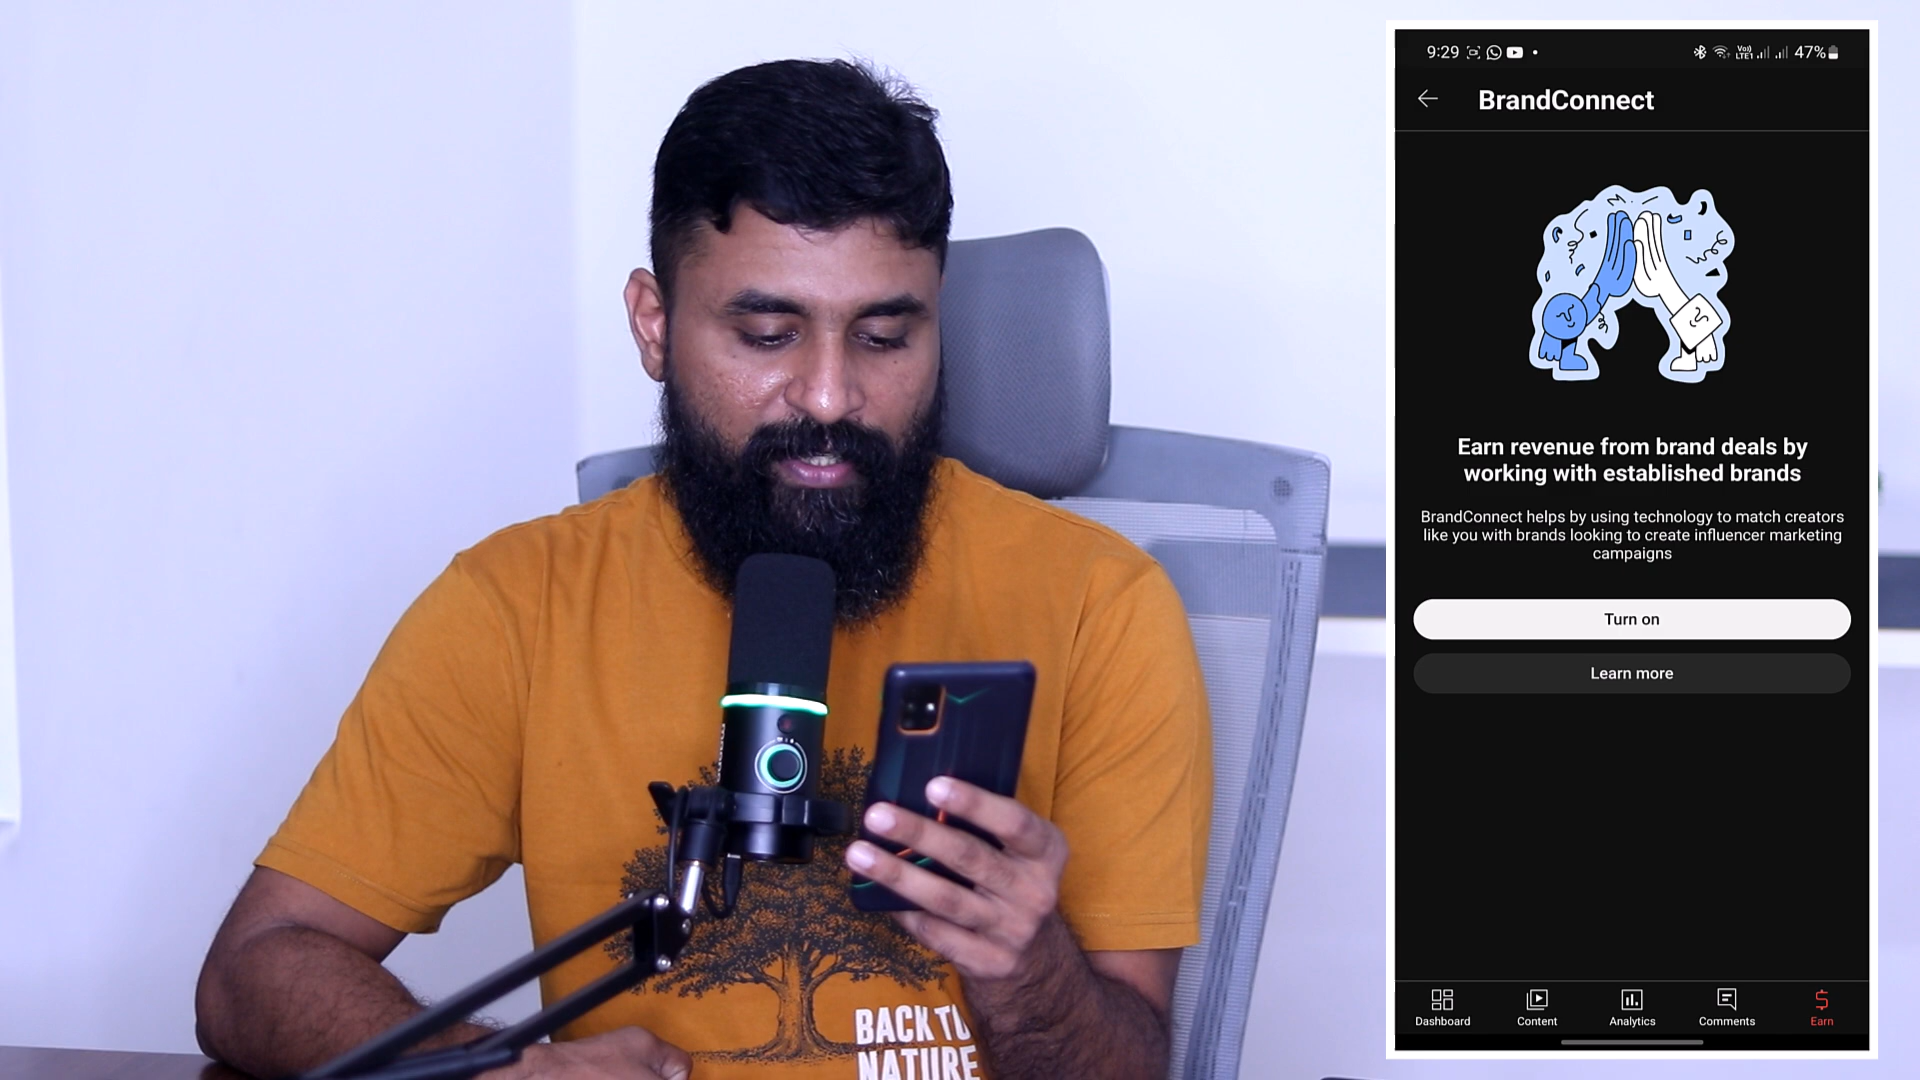 9:29
Vo)) LTE1
47%
BrandConnect
Earn revenue from brand deals by
working with established brands
BrandConnect helps by using technology to match creators
like you with brands looking to create influencer marketing
campaigns
Turn on
Learn more
Dashboard
Content
Analytics
Comments
Earn
BACK TO
NATURE